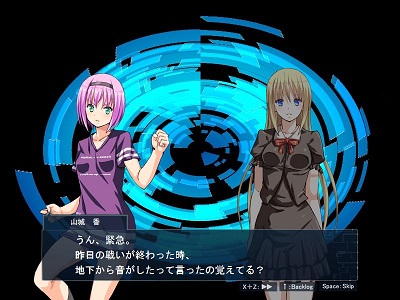 山城　香
うん、緊急。
昨日の戦いが終わった時、
地下から音がしたって言ったの覚えてる？
X+Z: ▶▶ ↑:Backlog Space: Skip